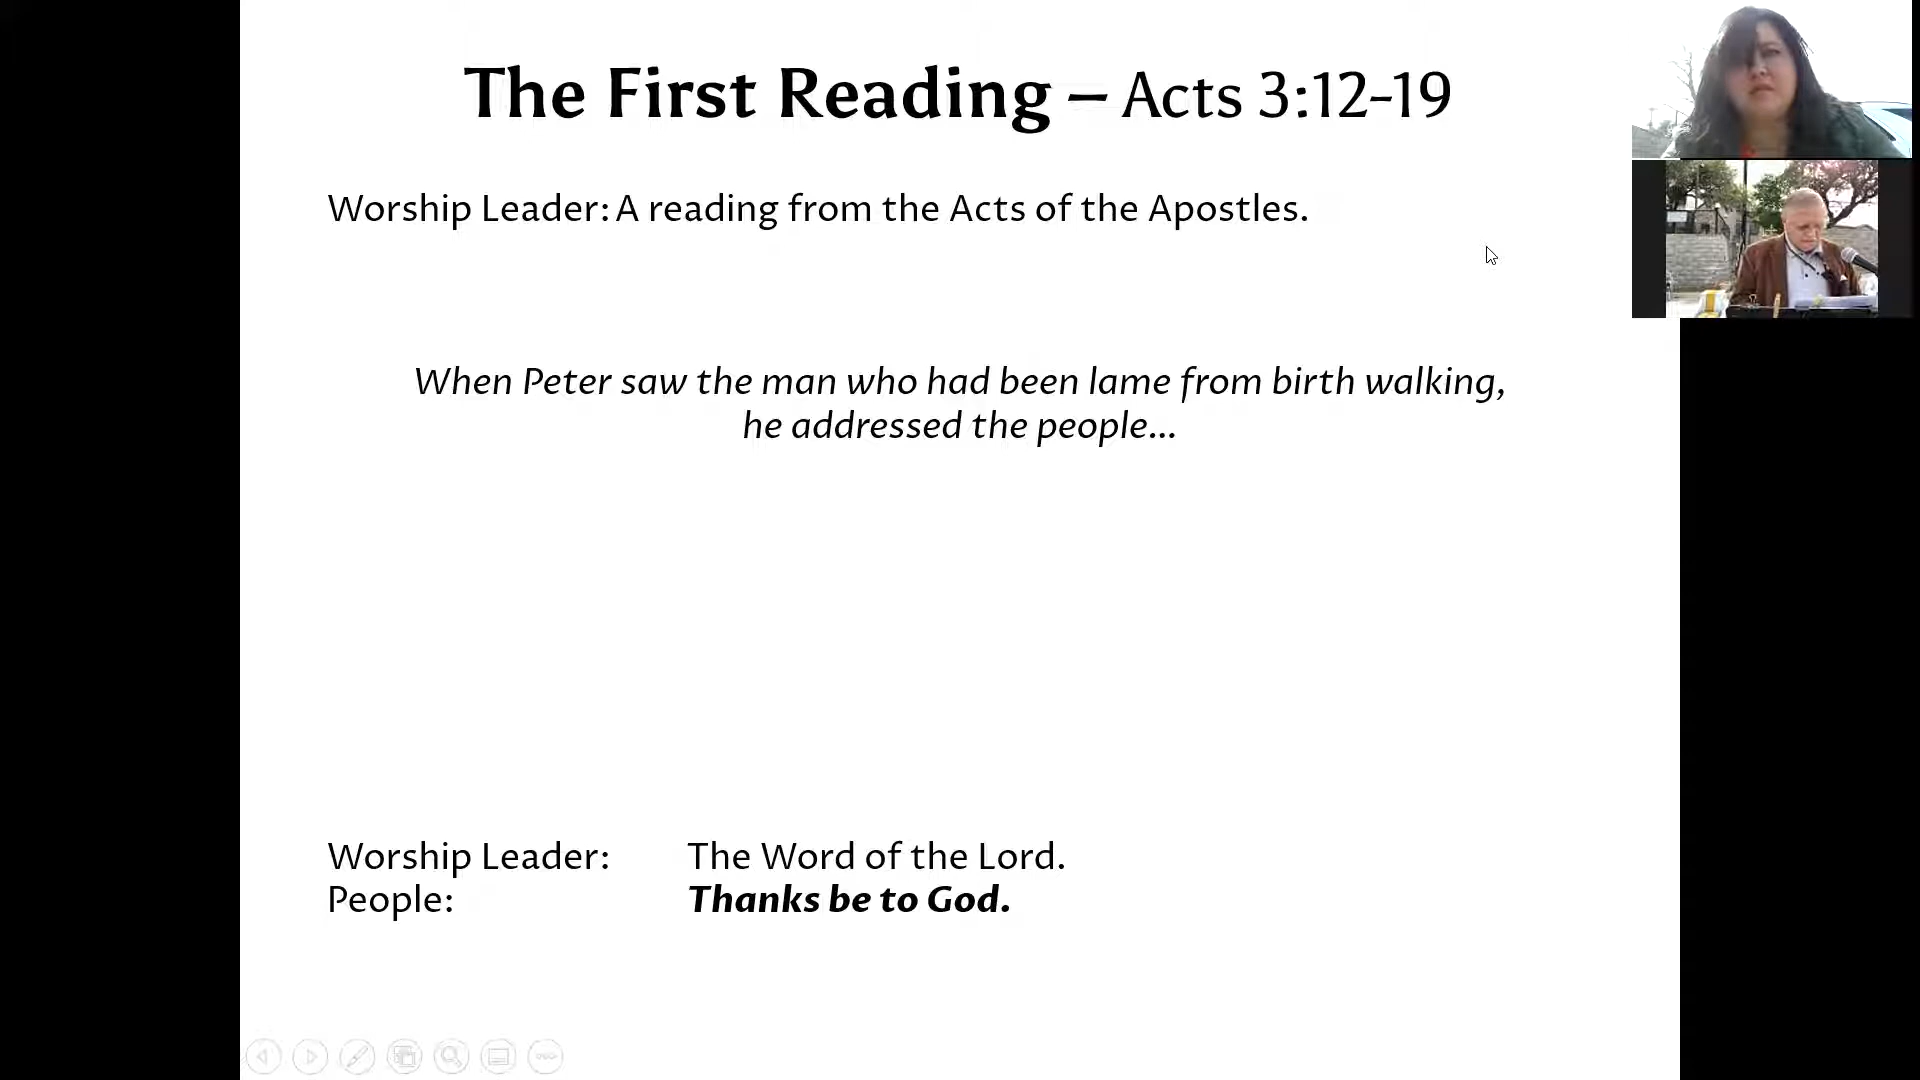 The First Reading – Acts 3:12-19
Worship Leader: A reading from the Acts of the Apostles.
When Peter saw the man who had been lame from birth walking,
he addressed the people...
Worship Leader: The Word of the Lord.
People: Thanks be to God.